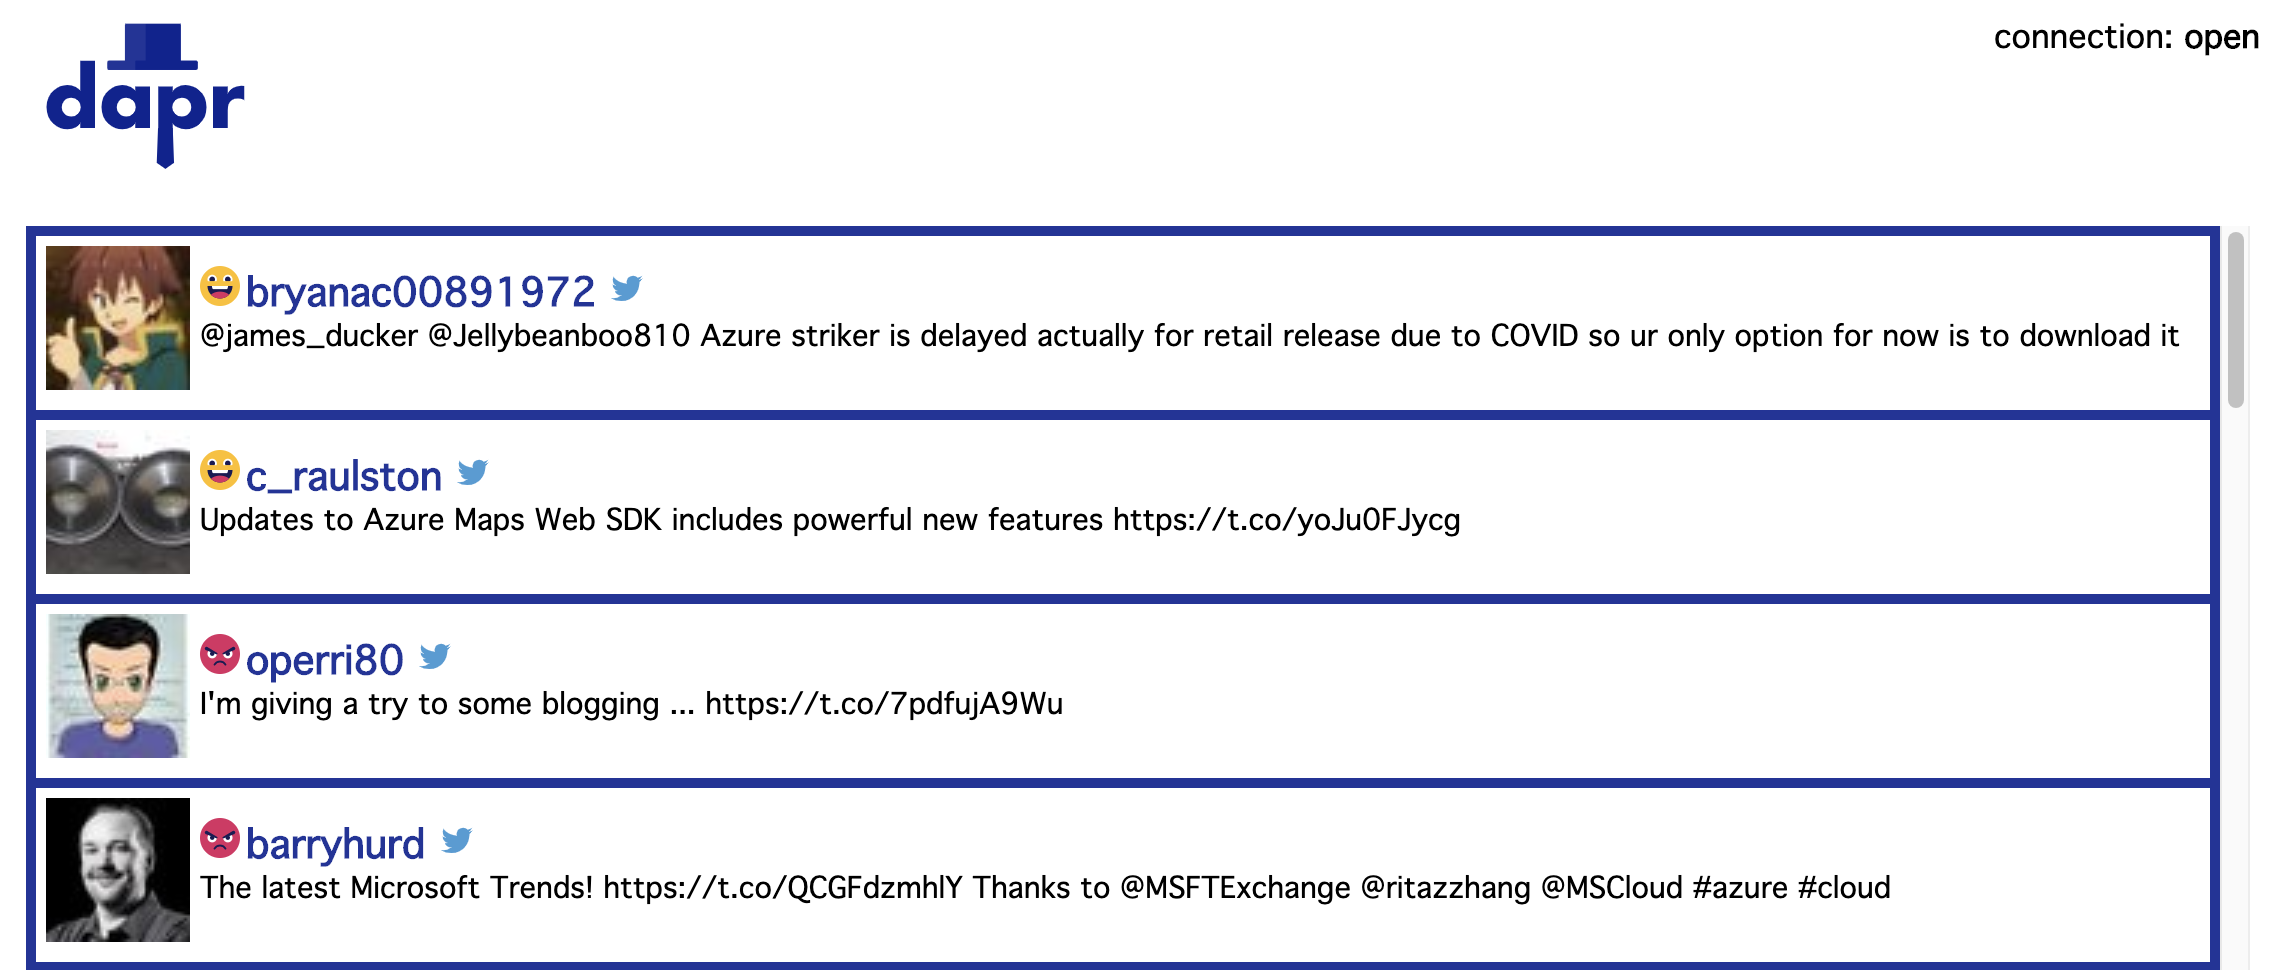 dapr
connection: open
bryanac00891972
@james_ducker @Jellybeanboo810 Azure striker is delayed actually for retail release due to COVID so ur only option for now is to download it
c_raulston
Updates to Azure Maps Web SDK includes powerful new features https://t.co/yoJu0FJycg
operri80
I'm giving a try to some blogging ... https://t.co/7pdfujA9Wu
barryhurd
The latest Microsoft Trends! https://t.co/QCGFdzmhlY Thanks to @MSFTExchange @ritazzhang @MSCloud #azure #cloud